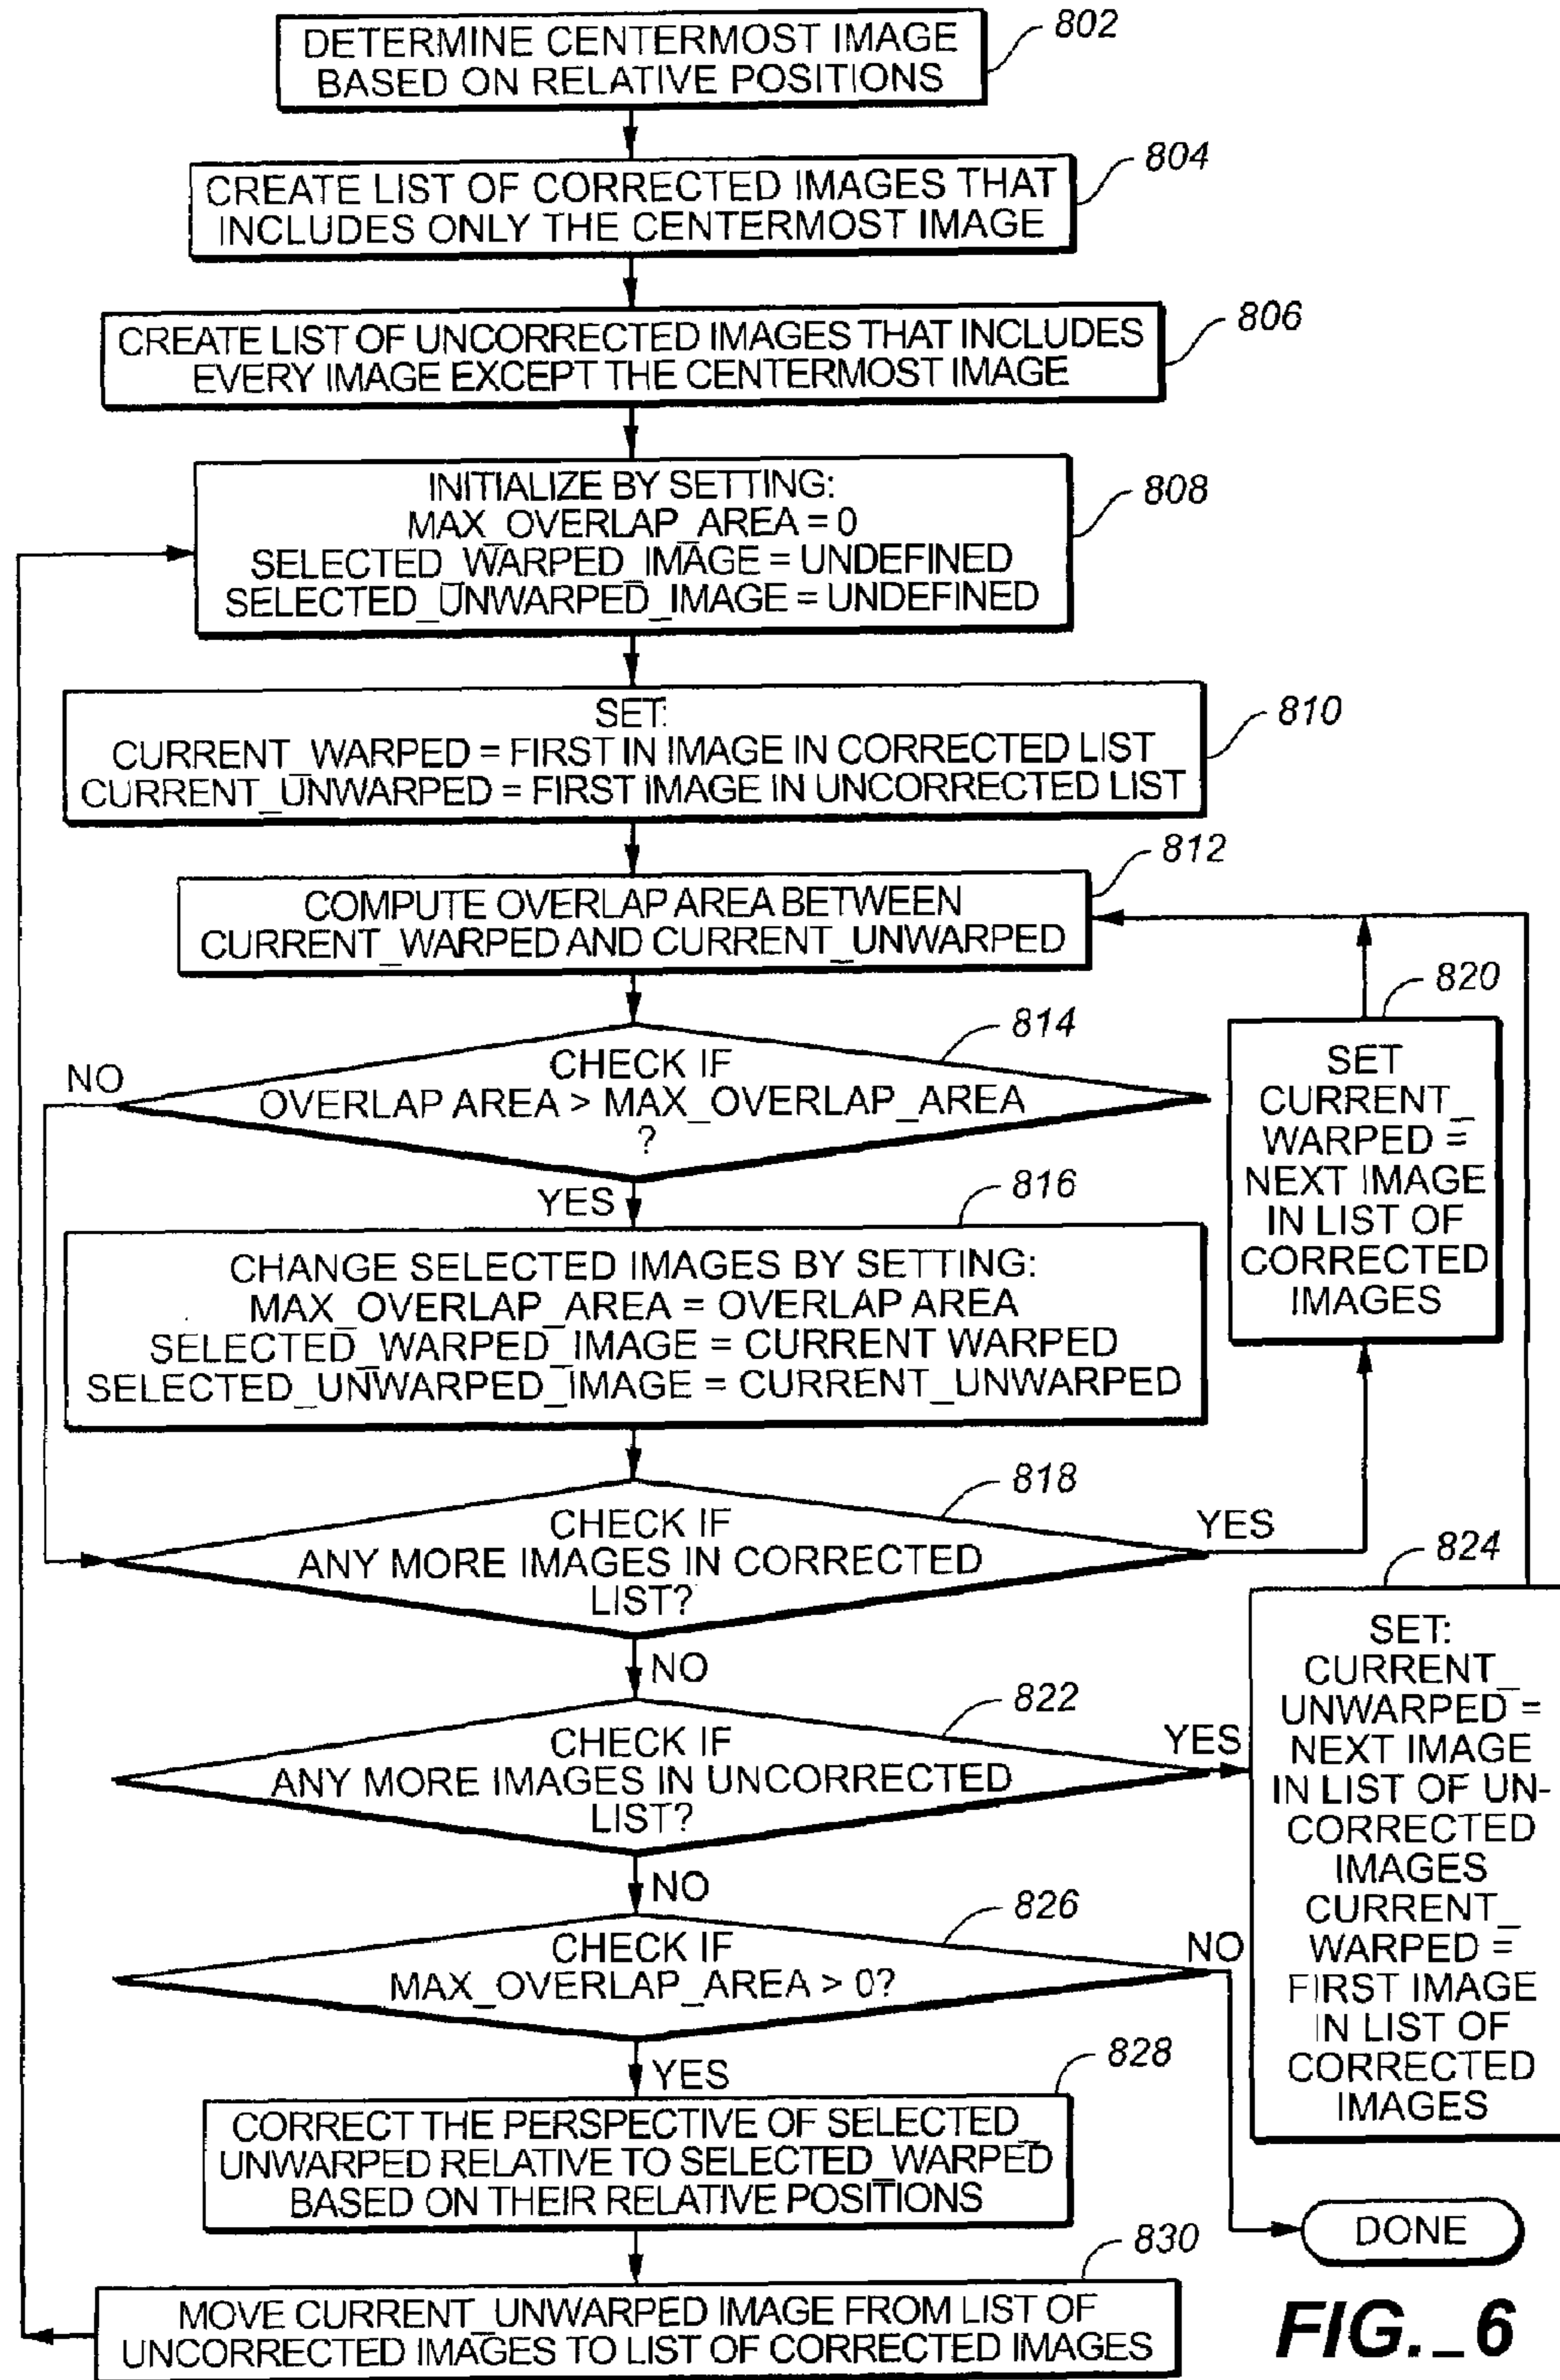 DETERMINE CENTERMOST IMAGE
BASED ON RELATIVE POSITIONS
802
CREATE LIST OF CORRECTED IMAGES THAT
INCLUDES ONLY THE CENTERMOST IMAGE
804
CREATE LIST OF UNCORRECTED IMAGES THAT INCLUDES
EVERY IMAGE EXCEPT THE CENTERMOST IMAGE
806
INITIALIZE BY SETTING:
MAX_OVERLAP_AREA = 0
SELECTED_WARPED_IMAGE = UNDEFINED
SELECTED_UNWARPED_IMAGE = UNDEFINED
808
SET:
CURRENT_WARPED = FIRST IN IMAGE IN CORRECTED LIST
CURRENT_UNWARPED = FIRST IMAGE IN UNCORRECTED LIST
810
COMPUTE OVERLAP AREA BETWEEN
CURRENT_WARPED AND CURRENT_UNWARPED
812
CHECK IF
OVERLAP AREA > MAX_OVERLAP_AREA
?
814
NO
YES
CHANGE SELECTED IMAGES BY SETTING:
MAX_OVERLAP_AREA = OVERLAP AREA
SELECTED_WARPED_IMAGE = CURRENT WARPED
SELECTED_UNWARPED_IMAGE = CURRENT_UNWARPED
816
CHECK IF
ANY MORE IMAGES IN CORRECTED
LIST?
818
YES
NO
SET
CURRENT_
WARPED =
NEXT IMAGE
IN LIST OF
CORRECTED
IMAGES
820
CHECK IF
ANY MORE IMAGES IN UNCORRECTED
LIST?
822
YES
NO
SET:
CURRENT_
UNWARPED =
NEXT IMAGE
IN LIST OF UN-
CORRECTED
IMAGES
CURRENT_
WARPED =
FIRST IMAGE
IN LIST OF
CORRECTED
IMAGES
824
CHECK IF
MAX_OVERLAP_AREA > 0?
826
NO
YES
CORRECT THE PERSPECTIVE OF SELECTED_
UNWARPED RELATIVE TO SELECTED_WARPED
BASED ON THEIR RELATIVE POSITIONS
828
DONE
MOVE CURRENT_UNWARPED IMAGE FROM LIST OF
UNCORRECTED IMAGES TO LIST OF CORRECTED IMAGES
830
FIG._6